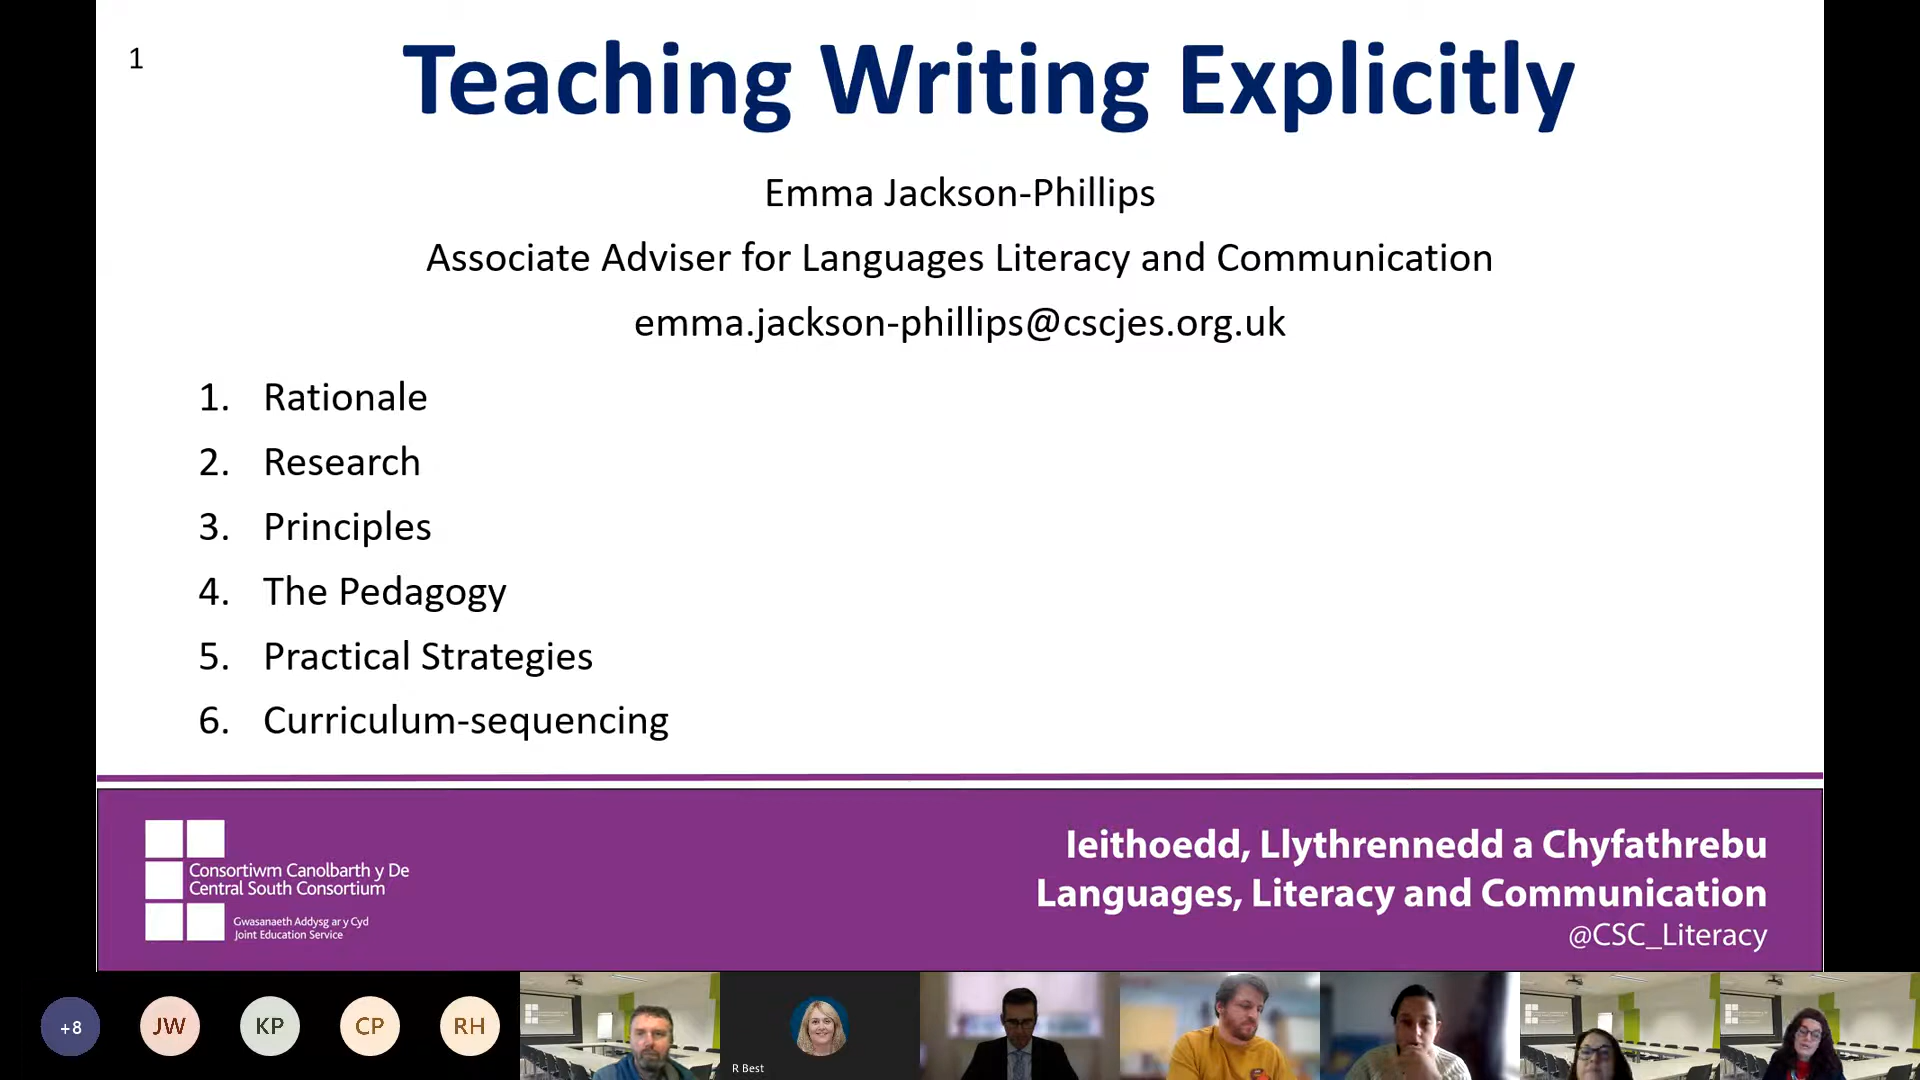 1
Teaching Writing Explicitly
Emma Jackson-Phillips
Associate Adviser for Languages Literacy and Communication
emma.jackson-phillips@cscjes.org.uk
1. Rationale
2. Research
3. Principles
4. The Pedagogy
5. Practical Strategies
6. Curriculum-sequencing
Consortiwm Canolbarth y De
Central South Consortium
Gwasanaeth Addysg ar y Cyd
Joint Education Service
Ieithoedd, Llythrennedd a Chyfathrebu
Languages, Literacy and Communication
@CSC_Literacy
+8
JW
KP
CP
RH
R Best